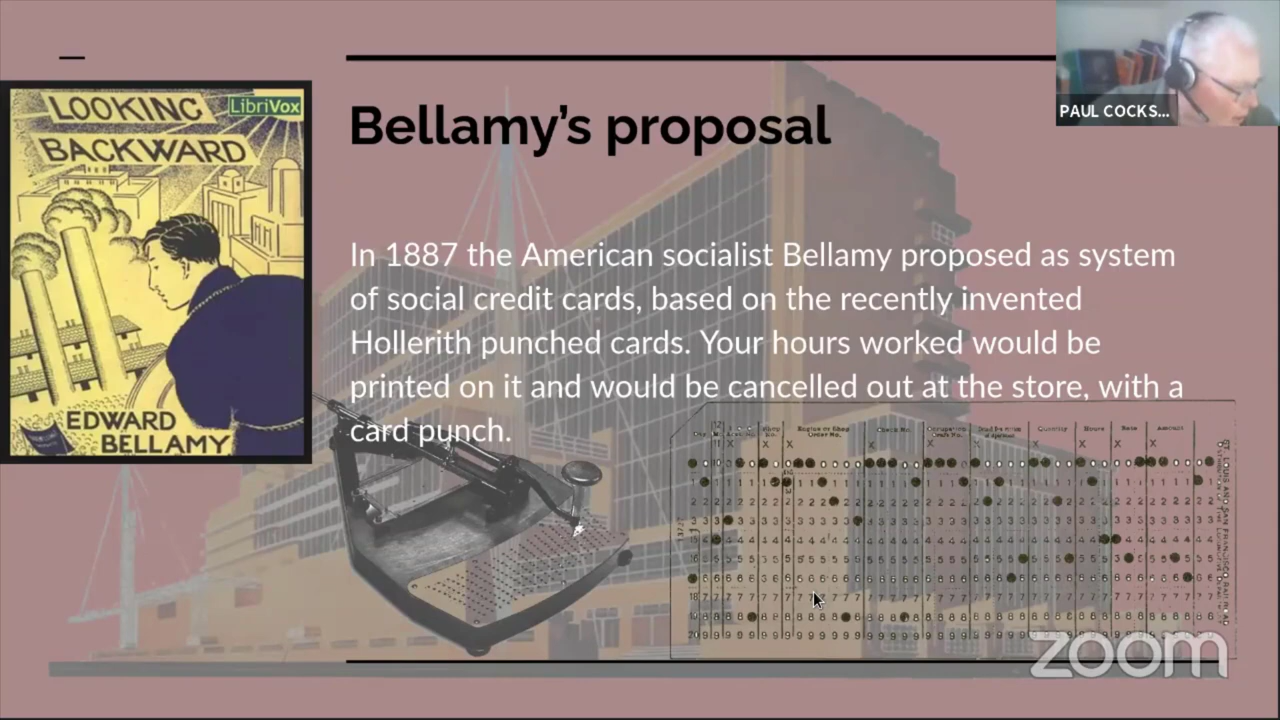 PAUL COCKS...
LOOKING
LibriVox
BACKWARD
EDWARD
BELLAMY
Bellamy's proposal
In 1887 the American socialist Bellamy proposed as system
of social credit cards, based on the recently invented
Hollerith punched cards. Your hours worked would be
printed on it and would be cancelled out at the store, with a
card punch.
zoom